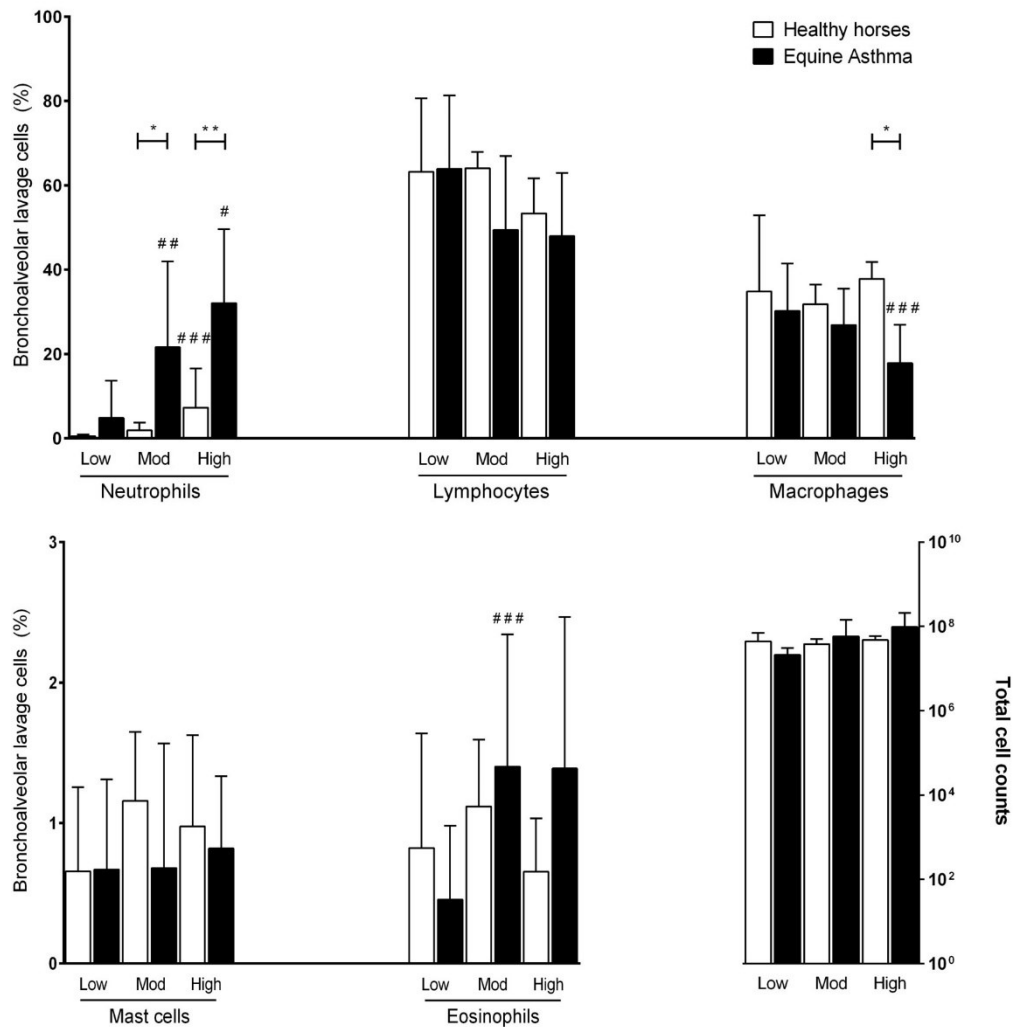 100
80
60
40
20
0
Bronchoalveolar lavage cells (%)
Healthy horses
Equine Asthma
*
* *
*
# #
#
# # #
# # #
Low Mod High
Neutrophils
Low Mod High
Lymphocytes
Low Mod High
Macrophages
3
2
1
0
Bronchoalveolar lavage cells (%)
# # #
10¹⁰
10⁸
10⁶
10⁴
10²
10⁰
Total cell counts
Low Mod High
Mast cells
Low Mod High
Eosinophils
Low Mod High